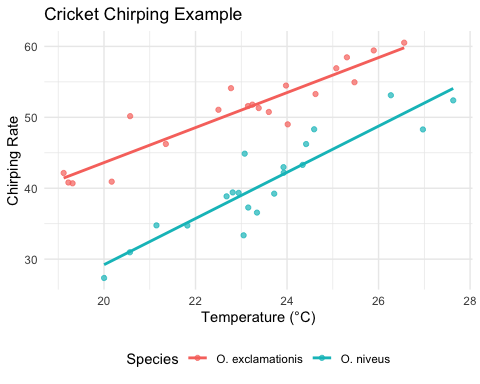 Cricket Chirping Example
60
50
40
30
Chirping Rate
20
22
24
26
28
Temperature (°C)
Species
O. exclamationis
O. niveus